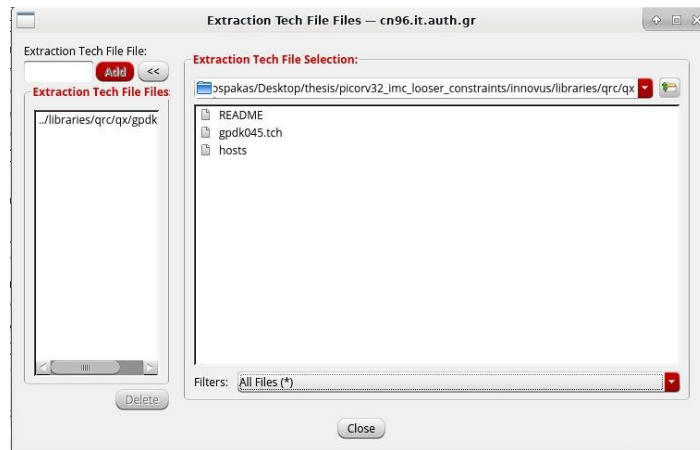 Extraction Tech File Files — cn96.it.auth.gr
Extraction Tech File File:
Add <<
Extraction Tech File Files:
../libraries/qrc/qx/gpdk
Delete
Extraction Tech File Selection:
ospakas/Desktop/thesis/picorv32_imc_looser_constraints/innovus/libraries/qrc/qx
README
gpdk045.tch
hosts
Filters: All Files (*)
Close